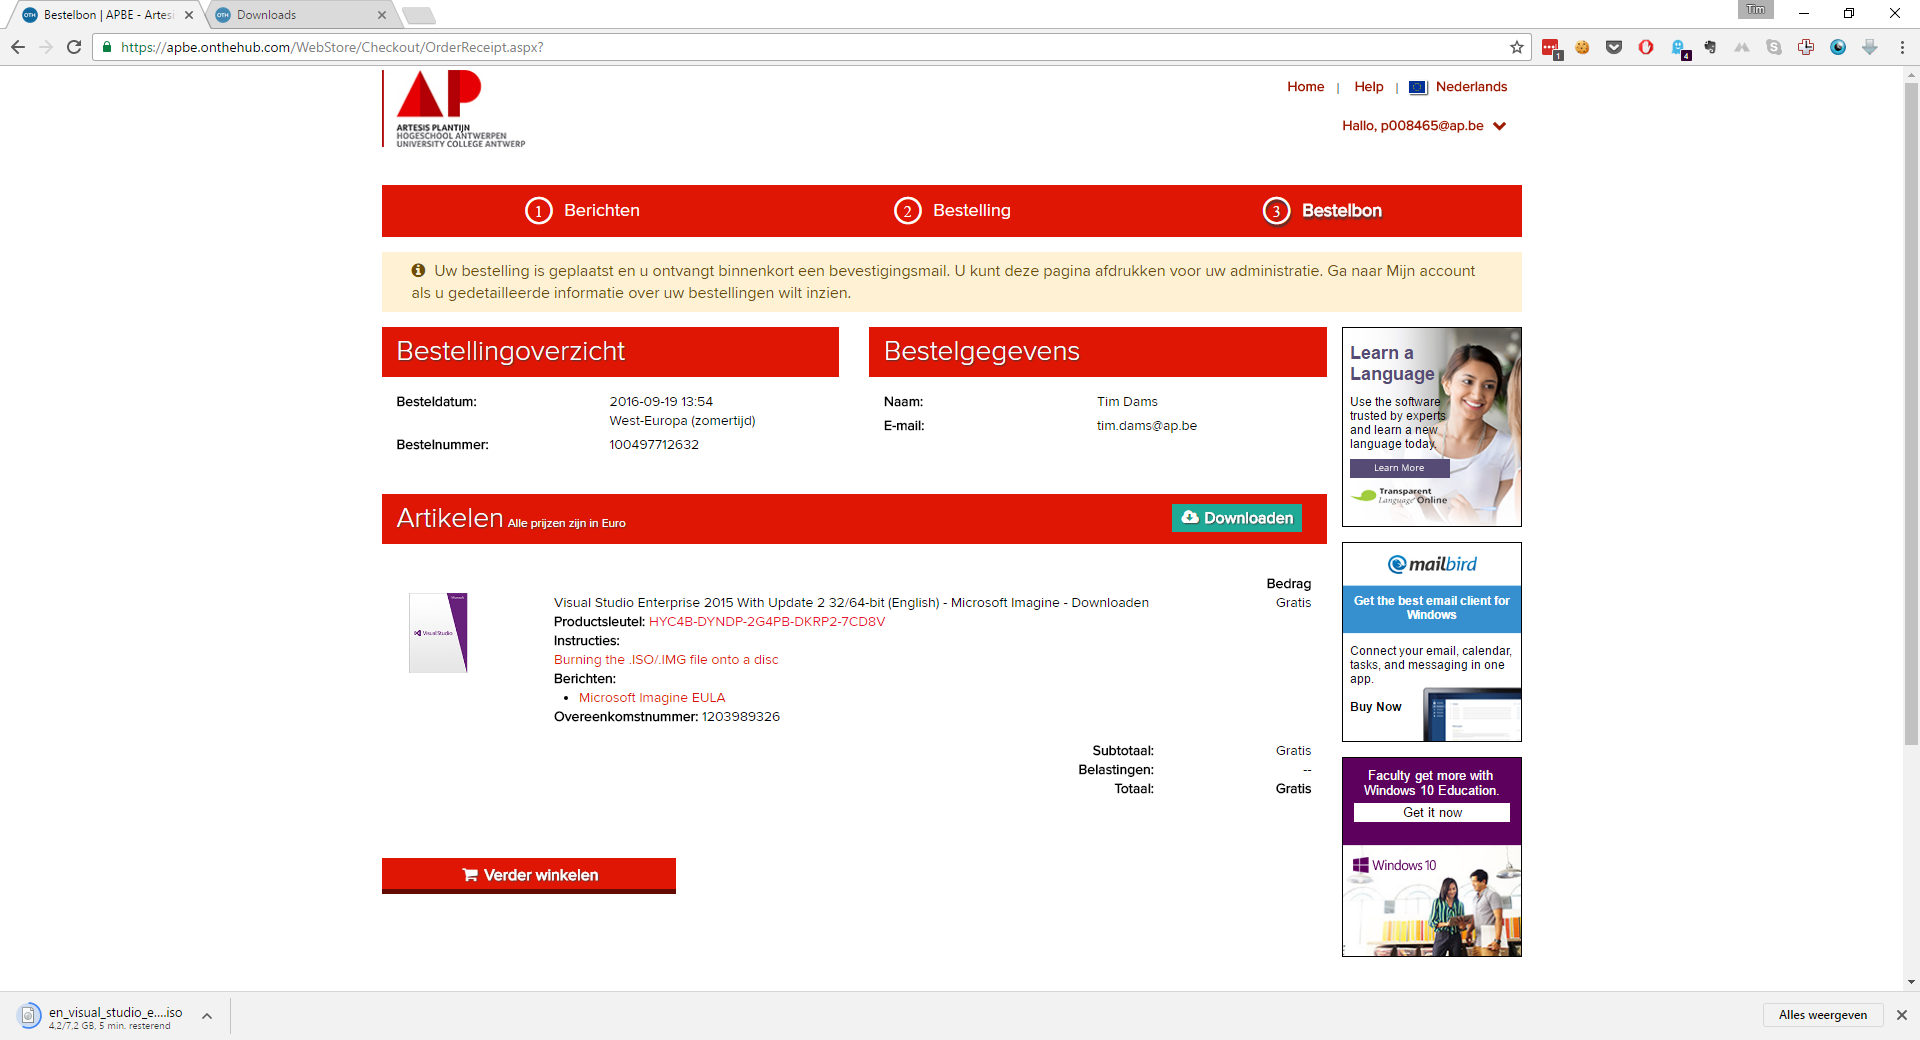 Bestelbon | APBE - Artes
Downloads
Tim
https://apbe.onthehub.com/WebStore/Checkout/OrderReceipt.aspx?
1
4
AP
ARTESIS PLANTIJN
HOGESCHOOL ANTWERPEN
UNIVERSITY COLLEGE ANTWERP
Home | Help | Nederlands
Hallo, p008465@ap.be
1 Berichten
2 Bestelling
3 Bestelbon
Uw bestelling is geplaatst en u ontvangt binnenkort een bevestigingsmail. U kunt deze pagina afdrukken voor uw administratie. Ga naar Mijn account
als u gedetailleerde informatie over uw bestellingen wilt inzien.
Bestellingoverzicht
Besteldatum: 2016-09-19 13:54
West-Europa (zomertijd)
Bestelnummer: 100497712632
Bestelgegevens
Naam: Tim Dams
E-mail: tim.dams@ap.be
Artikelen Alle prijzen zijn in Euro
Downloaden
Bedrag
Visual Studio
Visual Studio Enterprise 2015 With Update 2 32/64-bit (English) - Microsoft Imagine - Downloaden Gratis
Productsleutel: HYC4B-DYNDP-2G4PB-DKRP2-7CD8V
Instructies:
Burning the .ISO/.IMG file onto a disc
Berichten:
• Microsoft Imagine EULA
Overeenkomstnummer: 1203989326
Subtotaal: Gratis
Belastingen: --
Totaal: Gratis
Verder winkelen
Learn a
Language
Use the software
trusted by experts
and learn a new
language today.
Learn More
Transparent
Language Online
mailbird
Get the best email client for
Windows
Connect your email, calendar,
tasks, and messaging in one
app.
Buy Now
Faculty get more with
Windows 10 Education.
Get it now
Windows 10
en_visual_studio_e....iso
4,2/7,2 GB, 5 min. resterend
Alles weergeven